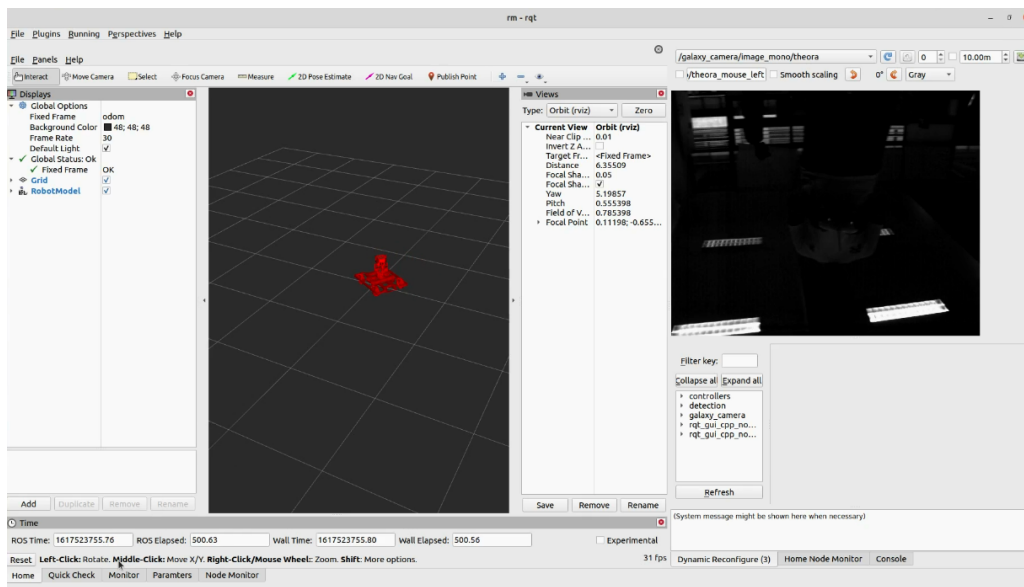 rm - rqt
File Plugins Running Perspectives Help
File Panels Help
Interact Move Camera Select Focus Camera Measure 2D Pose Estimate 2D Nav Goal Publish Point
Displays
Global Options
Fixed Frame odom
Background Color 48; 48; 48
Frame Rate 30
Default Light
Global Status: Ok
Fixed Frame OK
Grid
RobotModel
Add Duplicate Remove Rename
Views
Type: Orbit (rviz) Zero
Current View Orbit (rviz)
Near Clip ... 0.01
Invert Z A...
Target Fr... <Fixed Frame>
Distance 6.35509
Focal Sha... 0.05
Focal Sha...
Yaw 5.19857
Pitch 0.555398
Field of V... 0.785398
Focal Point 0.11198; -0.655...
Save Remove Rename
/galaxy_camera/image_mono/theora 0 10.00m
/theora_mouse_left Smooth scaling 0° Gray
Filter key:
Collapse all Expand all
controllers
detection
galaxy_camera
rqt_gui_cpp_no...
rqt_gui_cpp_no...
Refresh
(System message might be shown here when necessary)
Dynamic Reconfigure (3) Home Node Monitor Console
Time
ROS Time: 1617523755.76 ROS Elapsed: 500.63 Wall Time: 1617523755.80 Wall Elapsed: 500.56 Experimental
Reset Left-Click: Rotate. Middle-Click: Move X/Y. Right-Click/Mouse Wheel: Zoom. Shift: More options. 31 fps
Home Quick Check Monitor Paramters Node Monitor